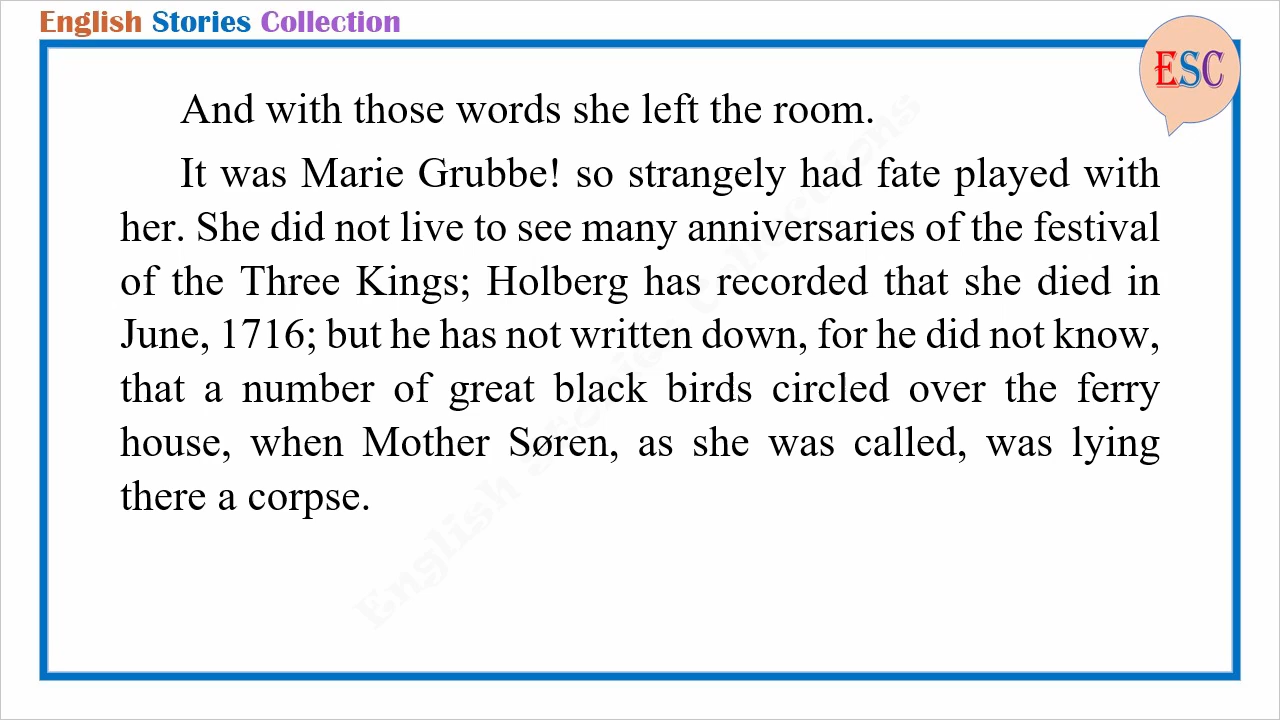 English Stories Collection
ESC
And with those words she left the room.
It was Marie Grubbe! so strangely had fate played with
her. She did not live to see many anniversaries of the festival
of the Three Kings; Holberg has recorded that she died in
June, 1716; but he has not written down, for he did not know,
that a number of great black birds circled over the ferry
house, when Mother Søren, as she was called, was lying
there a corpse.